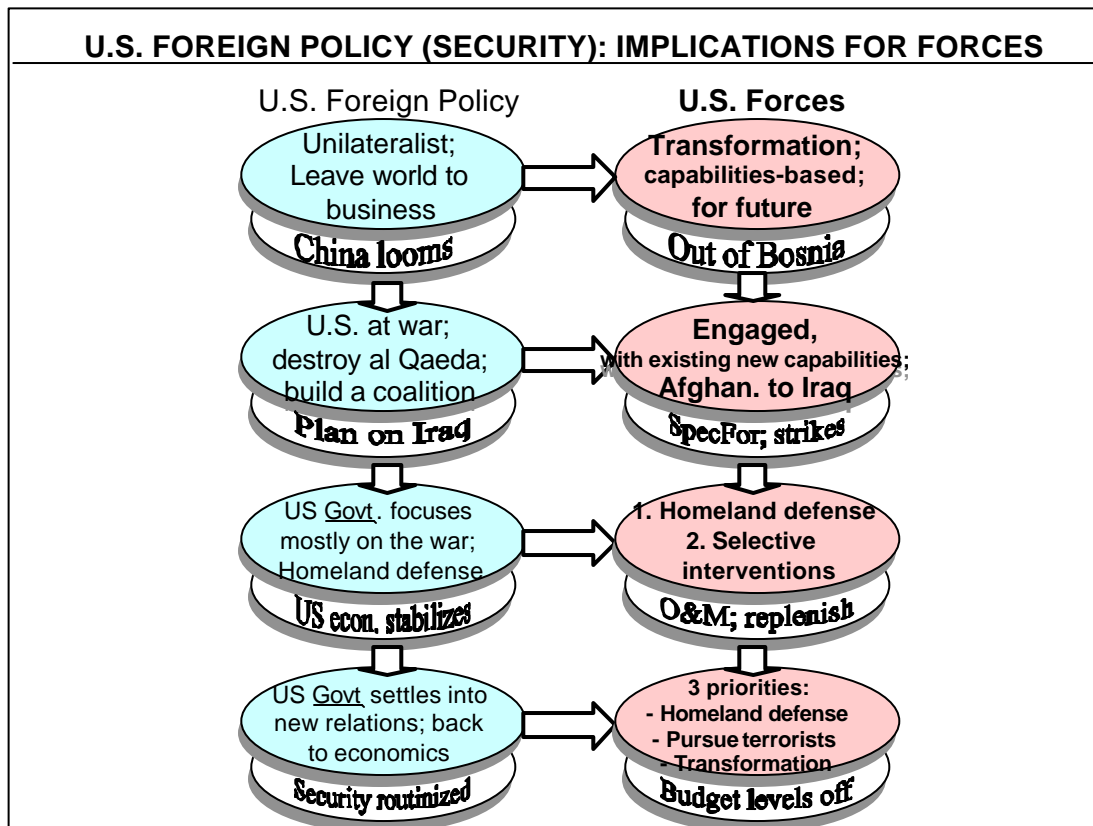 U.S. FOREIGN POLICY (SECURITY): IMPLICATIONS FOR FORCES
U.S. Foreign Policy
U.S. Forces
Unilateralist;
Leave world to
business
China looms
Transformation;
capabilities-based;
for future
Out of Bosnia
U.S. at war;
destroy al Qaeda;
build a coalition
Plan on Iraq
Engaged,
with existing new capabilities;
Afghan. to Iraq
SpecFor; strikes
US Govt. focuses
mostly on the war;
Homeland defense
US econ. stabilizes
1. Homeland defense
2. Selective
interventions
O&M; replenish
US Govt settles into
new relations; back
to economics
Security routinized
3 priorities:
- Homeland defense
- Pursue terrorists
- Transformation
Budget levels off